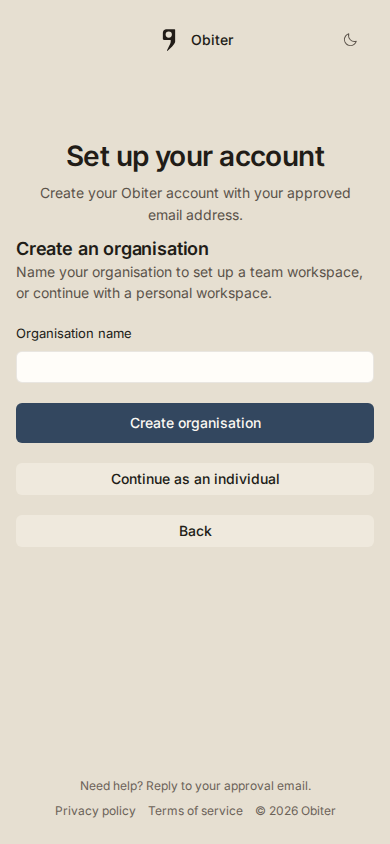 Obiter
Set up your account
Create your Obiter account with your approved
email address.
Create an organisation
Name your organisation to set up a team workspace,
or continue with a personal workspace.
Organisation name
Create organisation
Continue as an individual
Back
Need help? Reply to your approval email.
Privacy policy Terms of service © 2026 Obiter